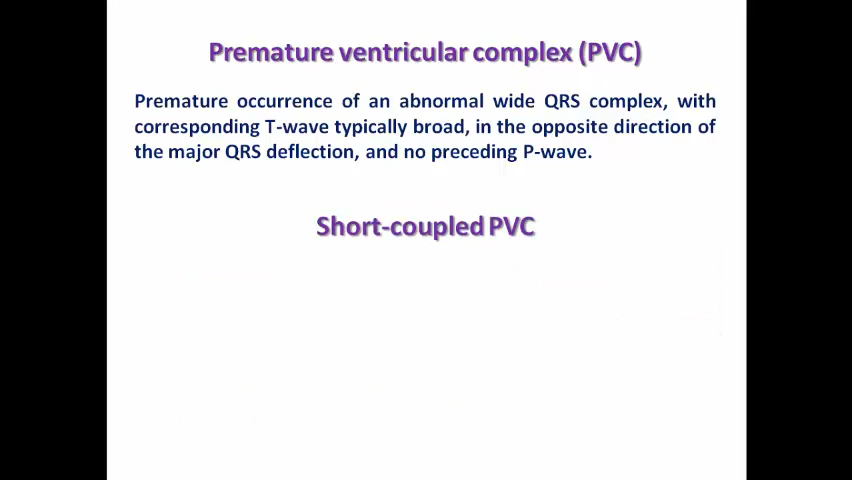 Premature ventricular complex (PVC)
Premature occurrence of an abnormal wide QRS complex, with
corresponding T-wave typically broad, in the opposite direction of
the major QRS deflection, and no preceding P-wave.
Short-coupled PVC